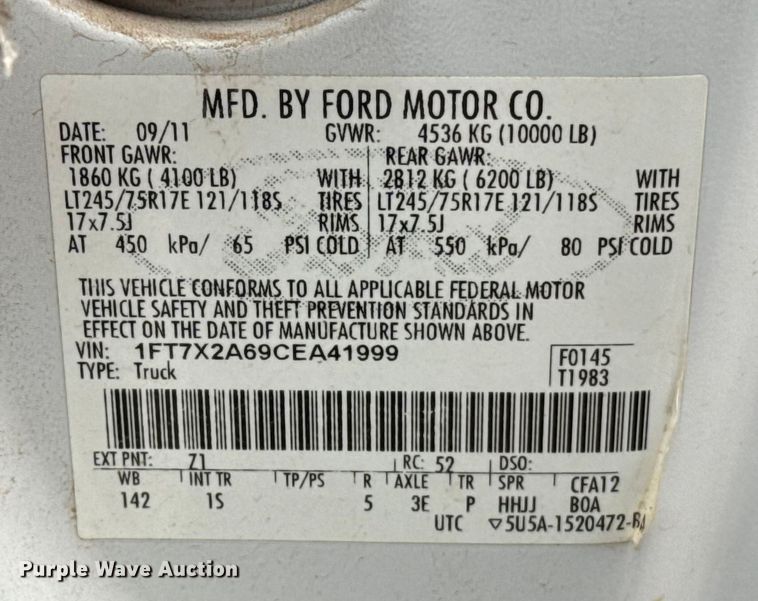 MFD. BY FORD MOTOR CO.
DATE: 09/11 GVWR: 4536 KG (10000 LB)
FRONT GAWR: REAR GAWR:
1860 KG ( 4100 LB) WITH 2812 KG ( 6200 LB) WITH
LT245/75R17E 121/118S TIRES LT245/75R17E 121/118S TIRES
17x7.5J RIMS 17x7.5J RIMS
AT 450 kPa/ 65 PSI COLD AT 550 kPa/ 80 PSI COLD
THIS VEHICLE CONFORMS TO ALL APPLICABLE FEDERAL MOTOR
VEHICLE SAFETY AND THEFT PREVENTION STANDARDS IN
EFFECT ON THE DATE OF MANUFACTURE SHOWN ABOVE.
VIN: 1FT7X2A69CEA41999 F0145
TYPE: Truck T1983
EXT PNT: Z1 RC: 52 DSO:
WB INT TR TP/PS R AXLE TR SPR CFA12
142 1S 5 3E P HHJJ BOA
UTC ▽5U5A-1520472-BA
Purple Wave Auction